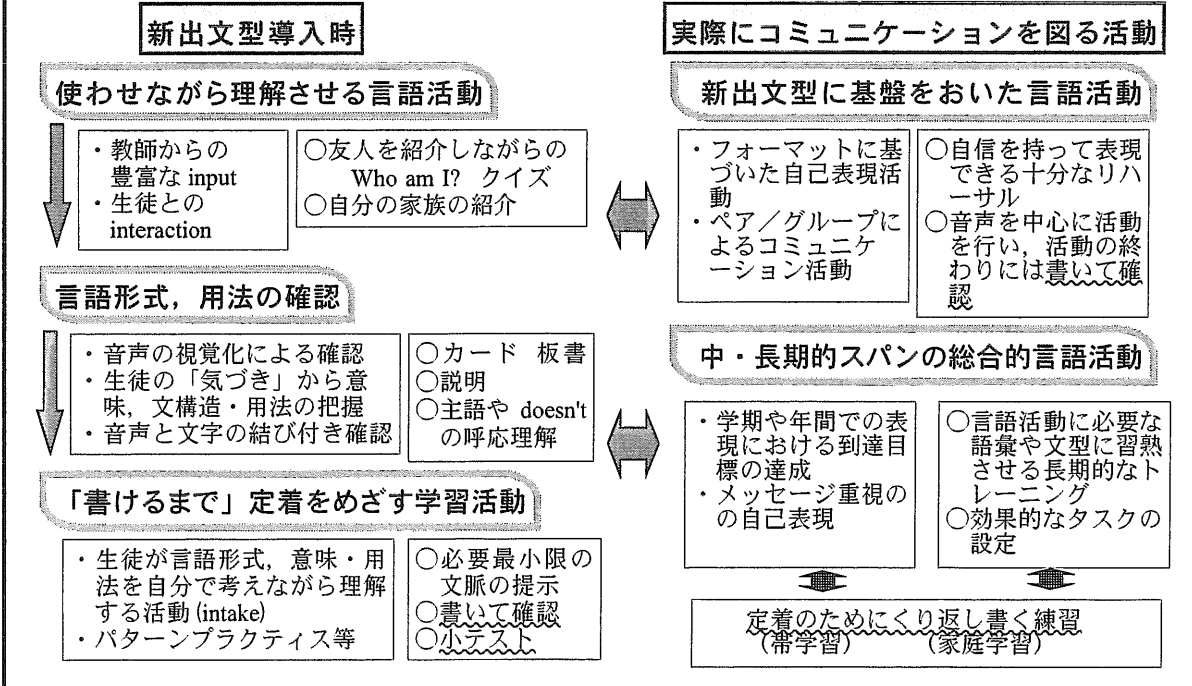 新出文型導入時
使わせながら理解させる言語活動
・教師からの
豊富な input
・生徒との
interaction
○友人を紹介しながらの
Who am I? クイズ
○自分の家族の紹介
言語形式，用法の確認
・音声の視覚化による確認
・生徒の「気づき」から意
味，文構造・用法の把握
・音声と文字の結び付き確認
○カード 板書
○説明
○主語や doesn't
の呼応理解
「書けるまで」定着をめざす学習活動
・生徒が言語形式，意味・用
法を自分で考えながら理解
する活動(intake)
・パターンプラクティス等
○必要最小限の
文脈の提示
○書いて確認
○小テスト
実際にコミュニケーションを図る活動
新出文型に基盤をおいた言語活動
・フォーマットに基
づいた自己表現活
動
・ペア／グループに
よるコミュニケ
ーション活動
○自信を持って表現
できる十分なリハ
ーサル
○音声を中心に活動
を行い，活動の終
わりには書いて確
認
中・長期的スパンの総合的言語活動
・学期や年間での表
現における到達目
標の達成
・メッセージ重視の
の自己表現
○言語活動に必要な
語彙や文型に習熟
させる長期的なト
レーニング
○効果的なタスクの
設定
定着のためにくり返し書く練習
(帯学習) (家庭学習)